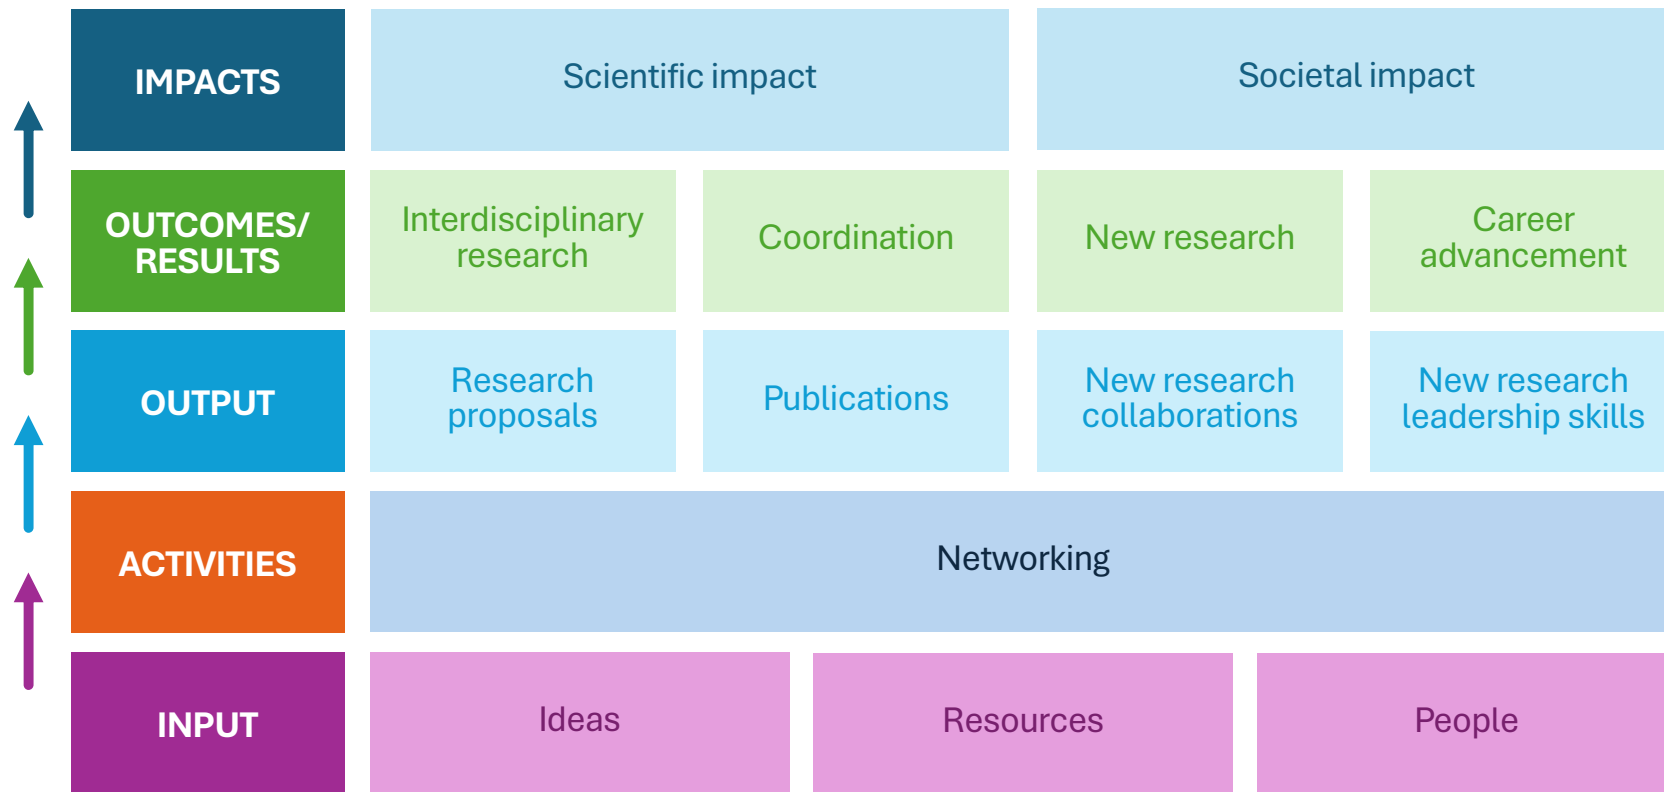 IMPACTS
Scientific impact
Societal impact
OUTCOMES/
RESULTS
Interdisciplinary
research
Coordination
New research
Career
advancement
OUTPUT
Research
proposals
Publications
New research
collaborations
New research
leadership skills
ACTIVITIES
Networking
INPUT
Ideas
Resources
People